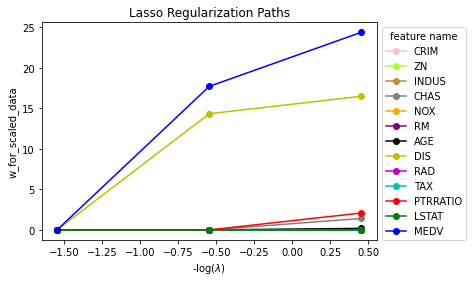 Lasso Regularization Paths
w_for_scaled_data
25
20
15
10
5
0
−1.50
−1.25
−1.00
−0.75
−0.50
−0.25
0.00
0.25
0.50
-log(λ)
feature name
CRIM
ZN
INDUS
CHAS
NOX
RM
AGE
DIS
RAD
TAX
PTRRATIO
LSTAT
MEDV